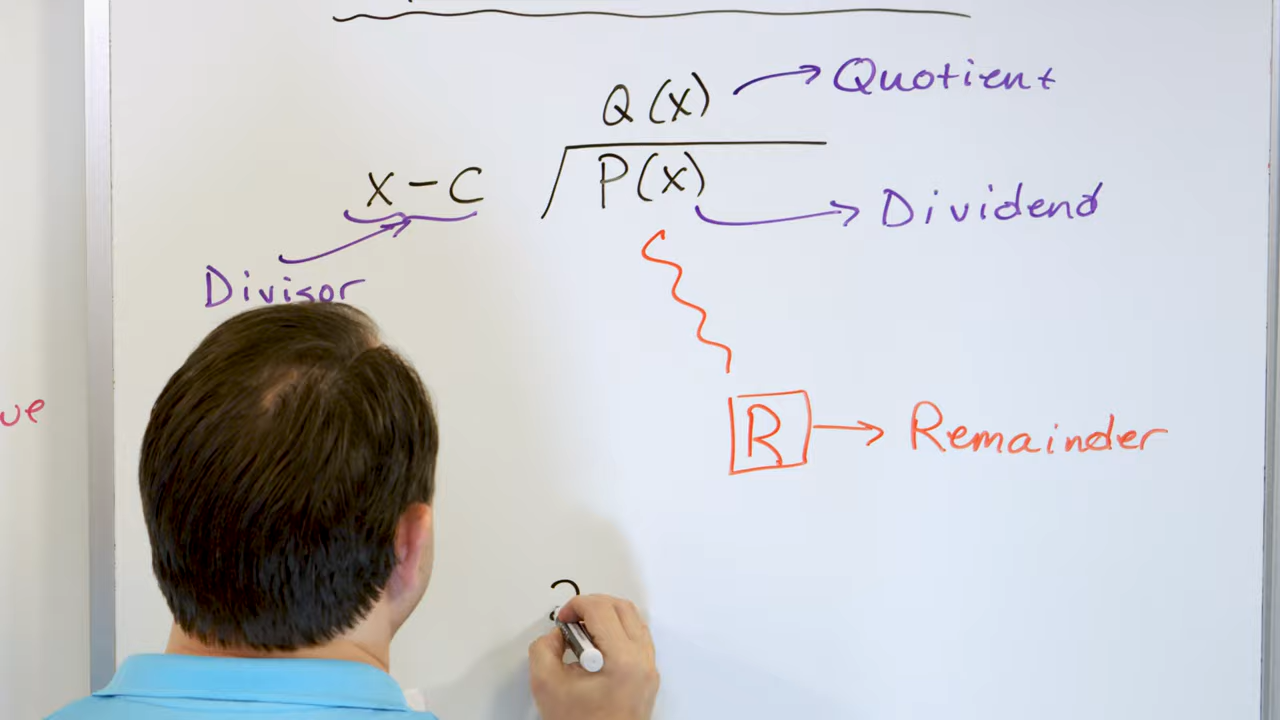 Q(x) → Quotient
x - C P(x) → Dividend
Divisor
R → Remainder